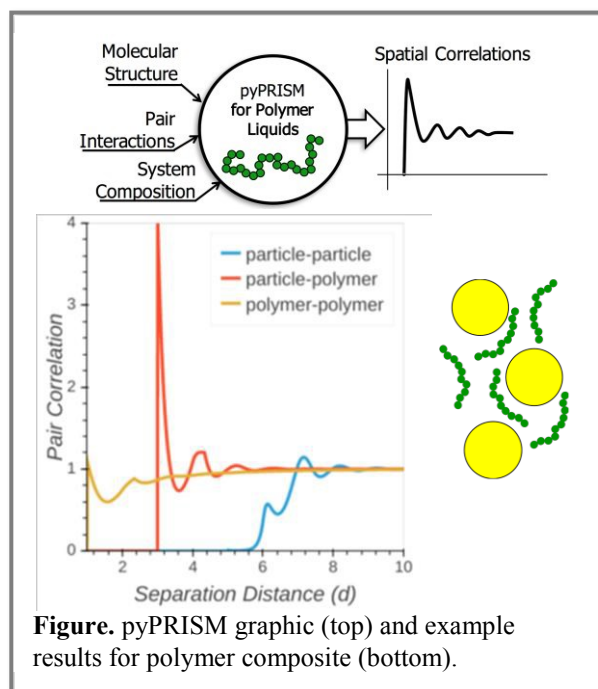 Molecular
Structure
Pair
Interactions
System
Composition
pyPRISM
for Polymer
Liquids
Spatial Correlations
4
3
2
1
0
Pair Correlation
particle-particle
particle-polymer
polymer-polymer
2
4
6
8
10
Separation Distance (d)
Figure. pyPRISM graphic (top) and example
results for polymer composite (bottom).